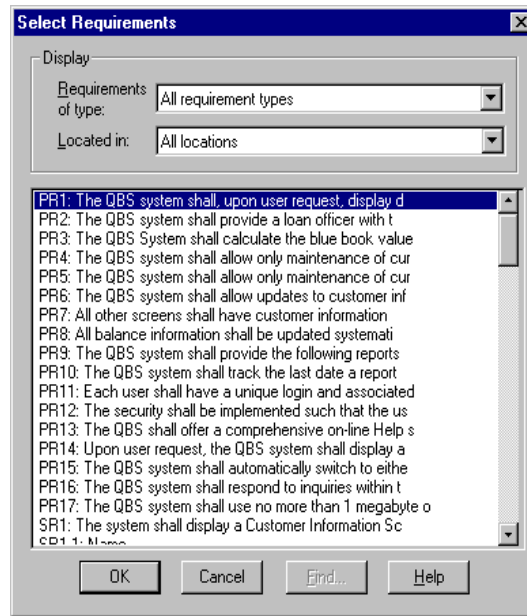 Select Requirements
Display
Requirements of type:
All requirement types
Located in:
All locations
PR1: The QBS system shall, upon user request, display d
PR2: The QBS system shall provide a loan officer with t
PR3: The QBS System shall calculate the blue book value
PR4: The QBS system shall allow only maintenance of cur
PR5: The QBS system shall allow only maintenance of cur
PR6: The QBS system shall allow updates to customer inf
PR7: All other screens shall have customer information
PR8: All balance information shall be updated systemati
PR9: The QBS system shall provide the following reports
PR10: The QBS system shall track the last date a report
PR11: Each user shall have a unique login and associated
PR12: The security shall be implemented such that the us
PR13: The QBS shall offer a comprehensive on-line Help s
PR14: Upon user request, the QBS system shall display a
PR15: The QBS system shall automatically switch to eithe
PR16: The QBS system shall respond to inquiries within t
PR17: The QBS system shall use no more than 1 megabyte o
SR1: The system shall display a Customer Information Sc
SR1.1: Name
OK
Cancel
Find...
Help